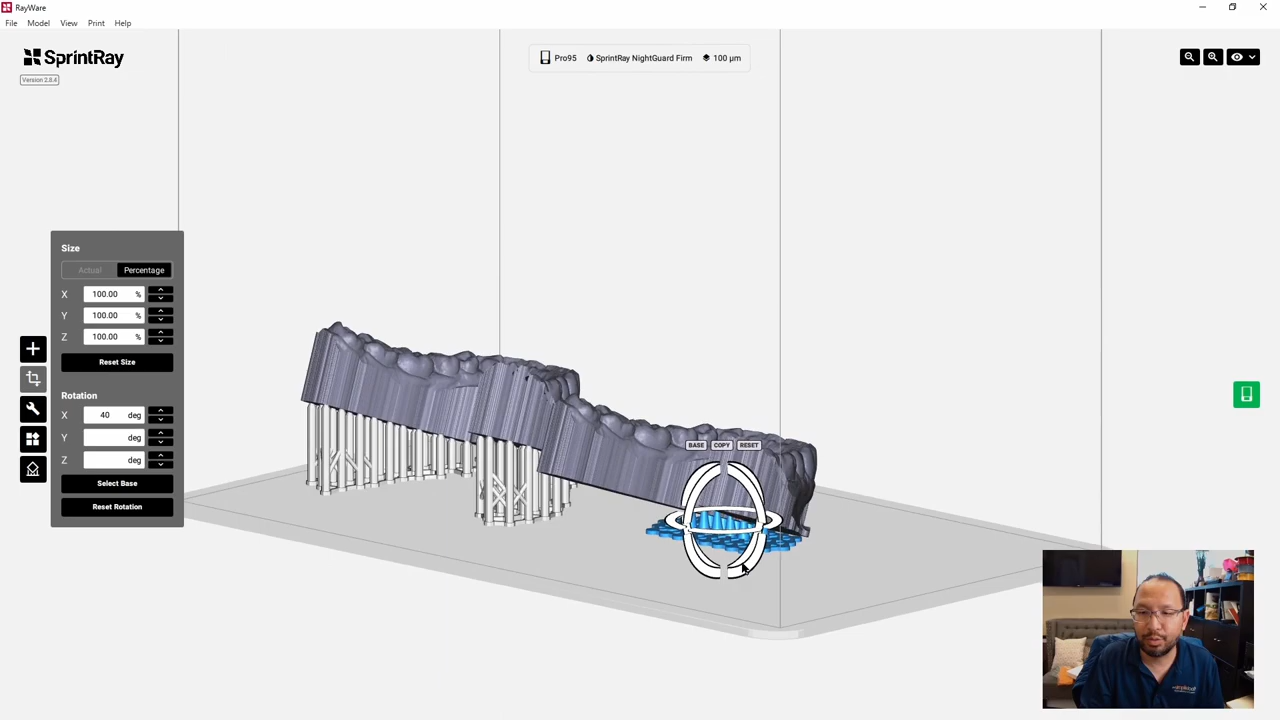 RayWare
File Model View Print Help
SprintRay
Version 2.8.4
Pro95 SprintRay NightGuard Firm 100 µm
Size
Actual Percentage
X 100.00 %
Y 100.00 %
Z 100.00 %
Reset Size
Rotation
X 40 deg
Y deg
Z deg
Select Base
Reset Rotation
BASE COPY RESET